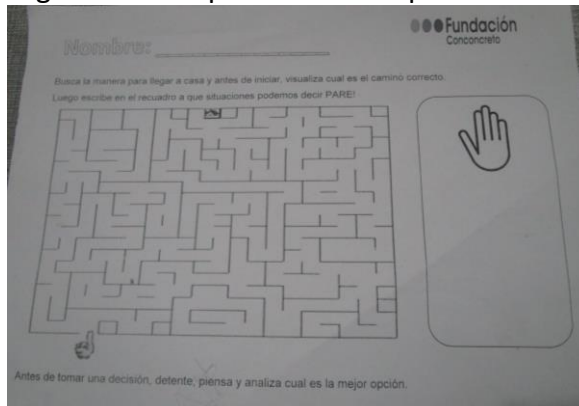 Fundación
Conconcreto
Nombre:
Busca la manera para llegar a casa y antes de iniciar, visualiza cual es el camino correcto.
Luego escribe en el recuadro a que situaciones podemos decir PARE!
Antes de tomar una decisión, detente, piensa y analiza cual es la mejor opción.